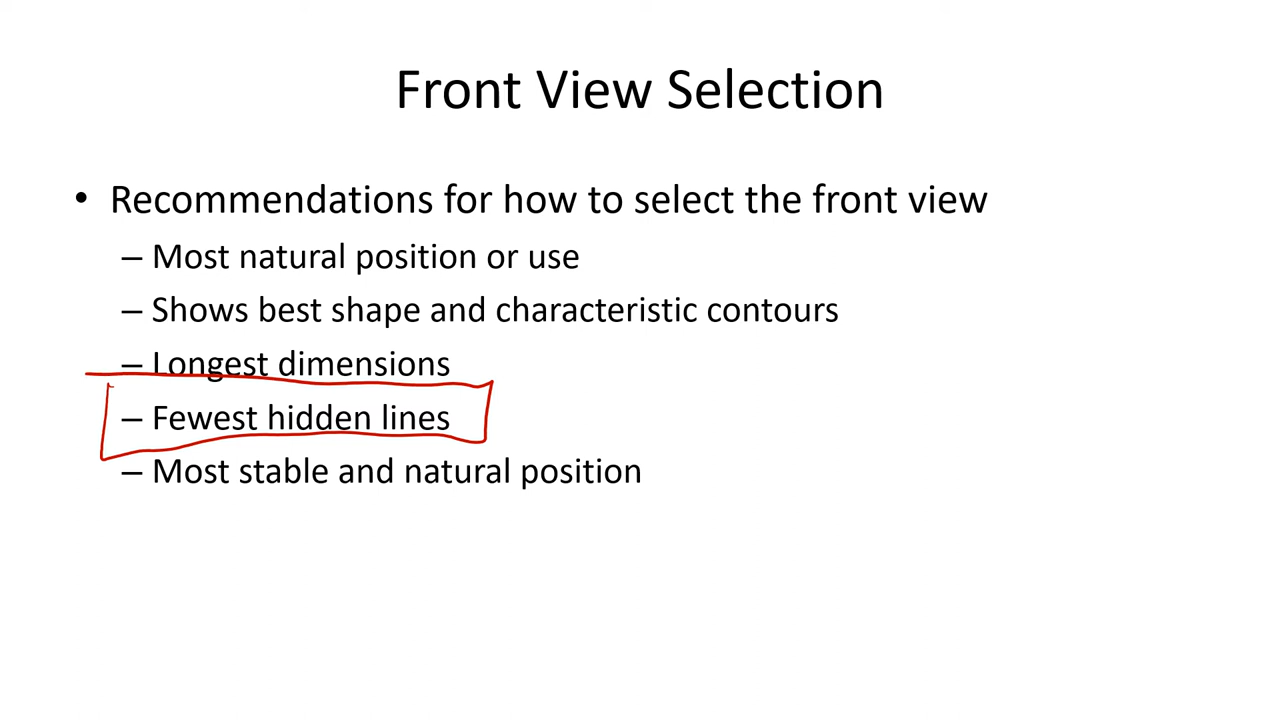 Front View Selection
• Recommendations for how to select the front view
– Most natural position or use
– Shows best shape and characteristic contours
– Longest dimensions
– Fewest hidden lines
– Most stable and natural position